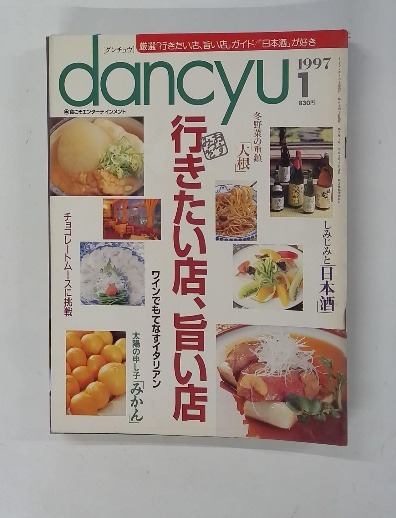 厳選「行きたい店、旨い店」ガイド/「日本酒」が好き
[ダンチュウ]
dancyu
1997
1
830円
食こそエンターテインメント
冬野菜の重鎮
「大根」
行きたい店、旨い店
しみじみと「日本酒」
チョコレートムースに挑戦
ワインでもてなすイタリアン
太陽の申し子「みかん」